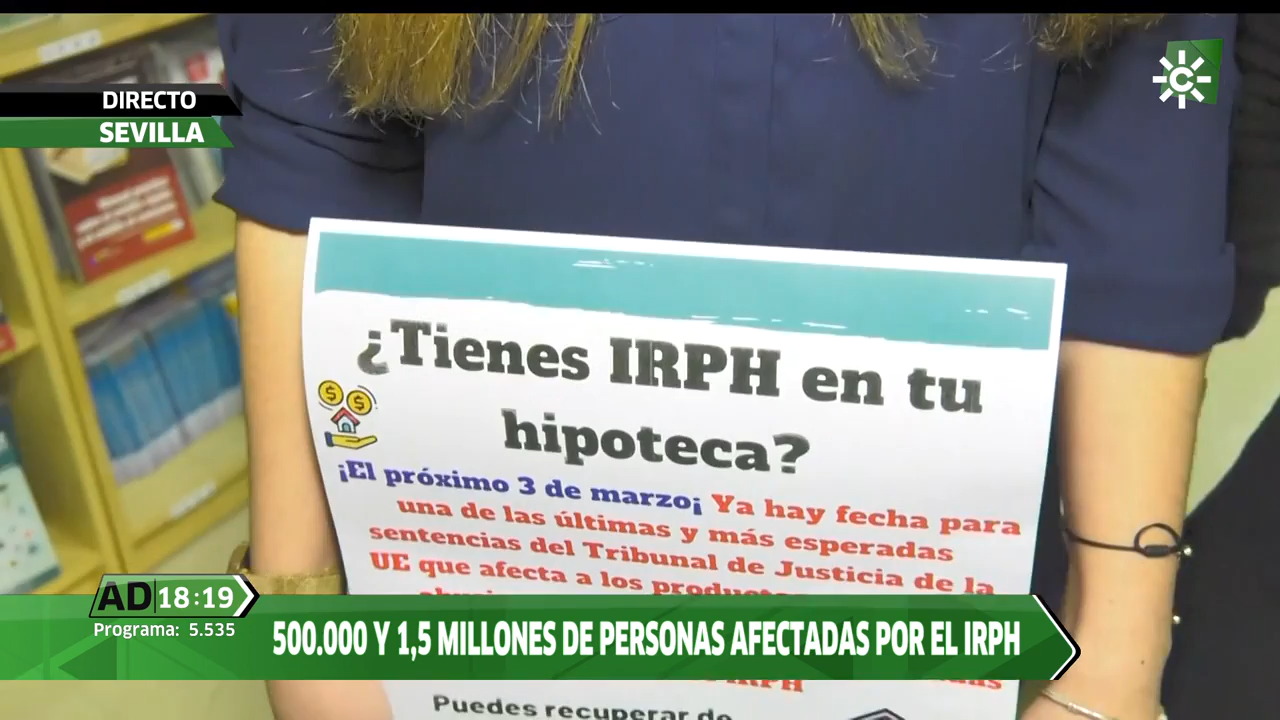 DIRECTO
SEVILLA
¿Tienes IRPH en tu
hipoteca?
¡El próximo 3 de marzo¡ Ya hay fecha para
una de las últimas y más esperadas
sentencias del Tribunal de Justicia de la
UE que afecta a los
AD 18:19
Programa: 5.535
500.000 Y 1,5 MILLONES DE PERSONAS AFECTADAS POR EL IRPH
IRPH
Puedes recuperar de